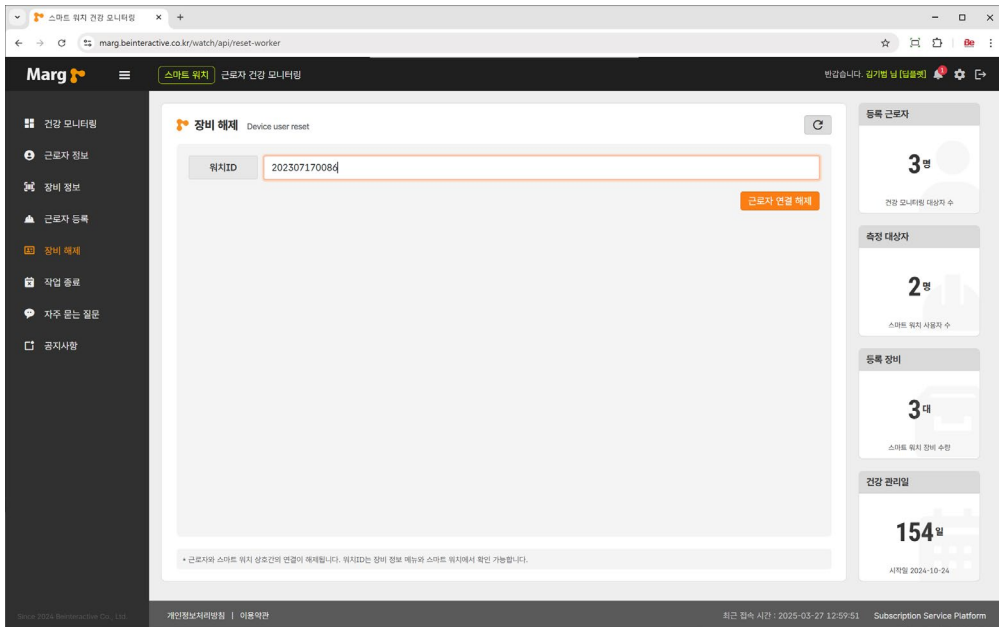 스마트 워치 건강 모니터링
marg.beinteractive.co.kr/watch/api/reset-worker
Be
Marg
스마트 워치 근로자 건강 모니터링
반갑습니다. 김기범 님 [딥플랫] 1
건강 모니터링
근로자 정보
장비 정보
근로자 등록
장비 해제
작업 종료
자주 묻는 질문
공지사항
장비 해제 Device user reset
워치ID 202307170086
근로자 연결 해제
• 근로자와 스마트 워치 상호간의 연결이 해제됩니다. 워치ID는 장비 정보 메뉴와 스마트 워치에서 확인 가능합니다.
등록 근로자
3 명
건강 모니터링 대상자 수
측정 대상자
2 명
스마트 워치 사용자 수
등록 장비
3 대
스마트 워치 장비 수량
건강 관리일
154 일
시작일 2024-10-24
Since 2024 Beinteractive Co., Ltd.
개인정보처리방침 | 이용약관
최근 접속 시간 : 2025-03-27 12:59:51 Subscription Service Platform